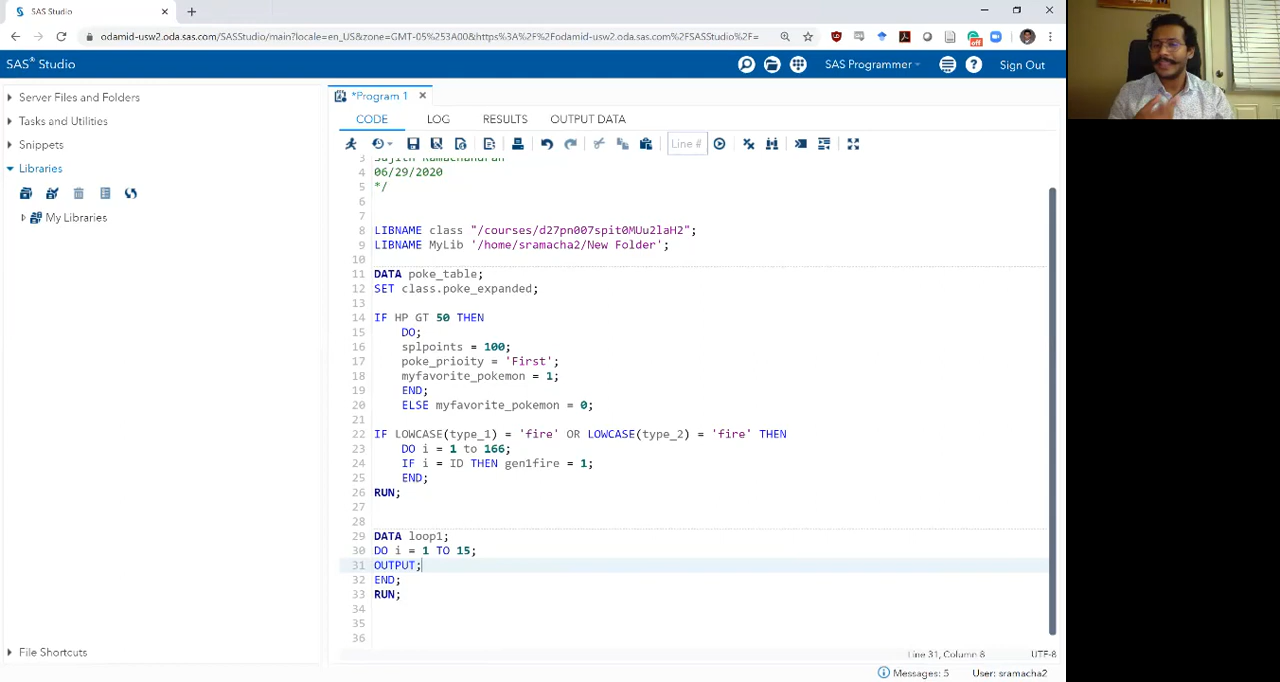 SAS Studio
odamid-usw2.oda.sas.com/SASStudio/main?locale=en_US&zone=GMT-05%253A00&https%3A%2F%2Fodamid-usw2.oda.sas.com%2FSASStudio%2F=
off
SAS® Studio
SAS Programmer
Sign Out
Server Files and Folders
Tasks and Utilities
Snippets
Libraries
My Libraries
File Shortcuts
*Program 1
CODE LOG RESULTS OUTPUT DATA
Line #
3 Sajith Ramachandran
4 06/29/2020
5 */
6
7
8 LIBNAME class "/courses/d27pn007spit0MUu2laH2";
9 LIBNAME MyLib '/home/sramacha2/New Folder';
10
11 DATA poke_table;
12 SET class.poke_expanded;
13
14 IF HP GT 50 THEN
15 DO;
16 splpoints = 100;
17 poke_prioity = 'First';
18 myfavorite_pokemon = 1;
19 END;
20 ELSE myfavorite_pokemon = 0;
21
22 IF LOWCASE(type_1) = 'fire' OR LOWCASE(type_2) = 'fire' THEN
23 DO i = 1 to 166;
24 IF i = ID THEN gen1fire = 1;
25 END;
26 RUN;
27
28
29 DATA loop1;
30 DO i = 1 TO 15;
31 OUTPUT;
32 END;
33 RUN;
34
35
36
Line 31, Column 8
UTF-8
Messages: 5
User: sramacha2